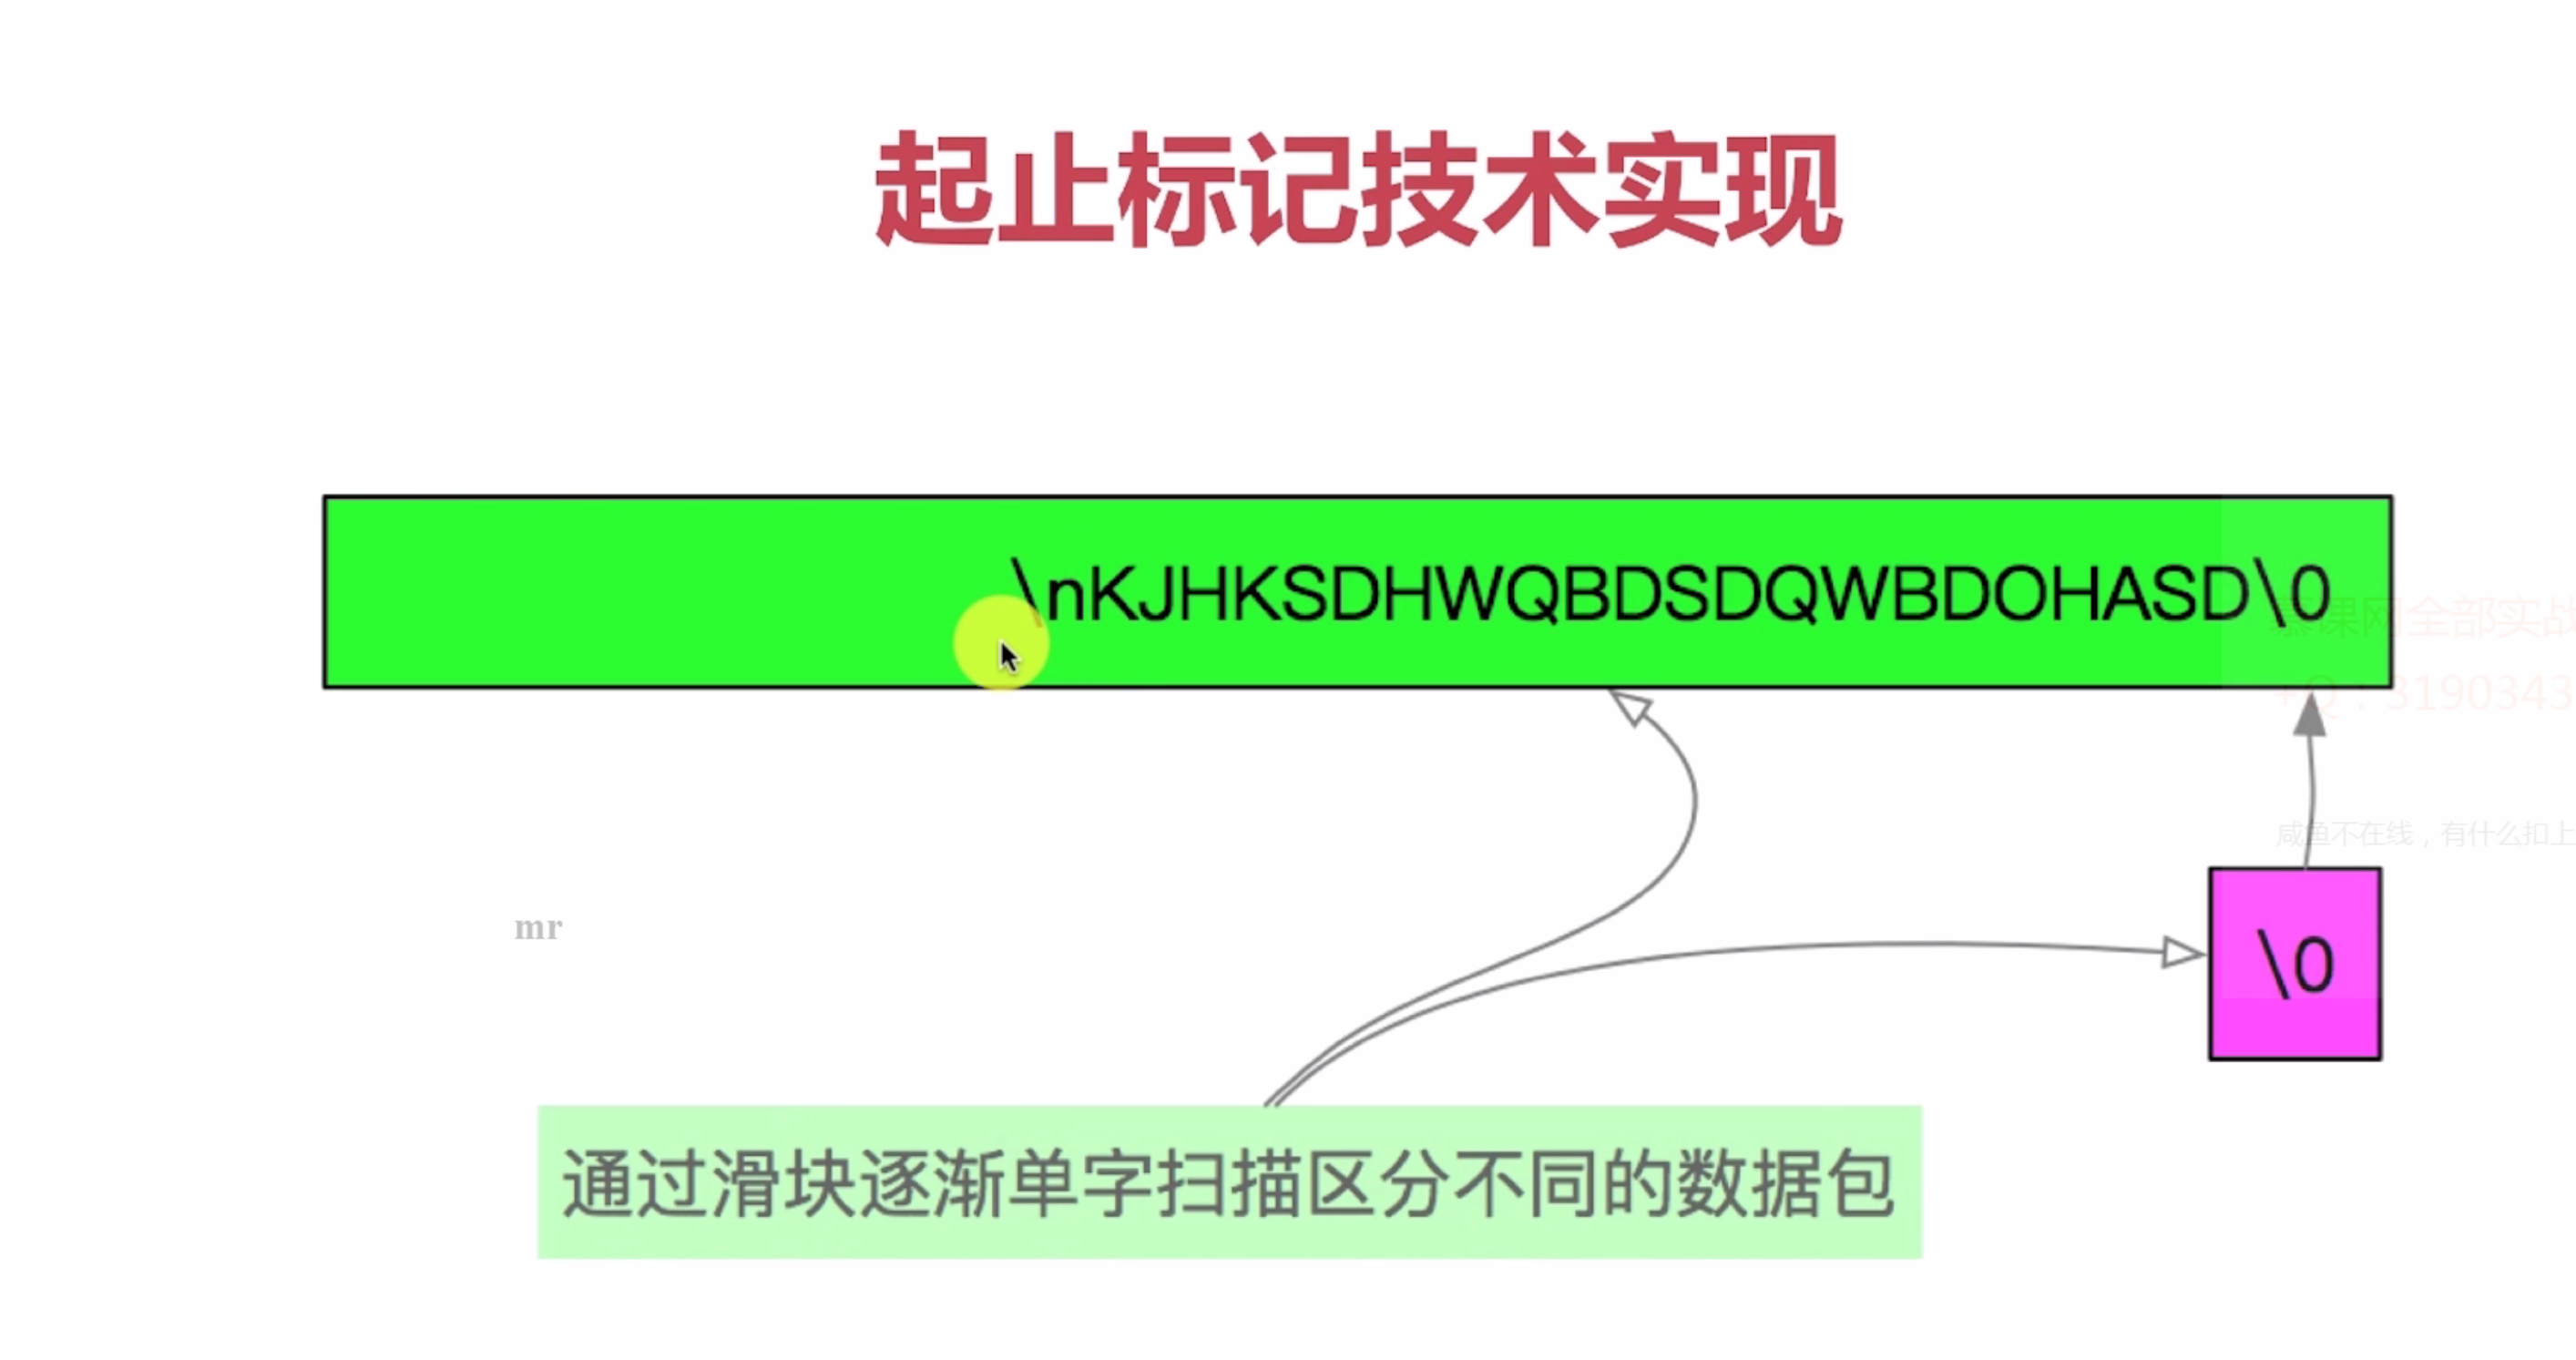 起止标记技术实现
\nKJHKSDHWQBDSDQWBDOHASD\0
慕课网全部实战
+Q：3190343
咸鱼不在线，有什么扣上
mr
\0
通过滑块逐渐单字扫描区分不同的数据包